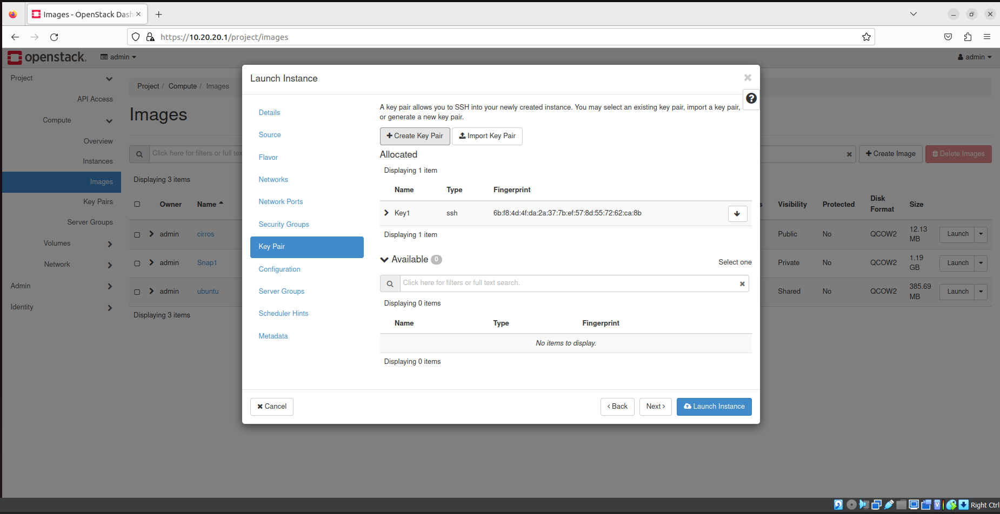 Images - OpenStack Dash
https://10.20.20.1/project/images
openstack. admin
admin
Project
API Access
Compute
Overview
Instances
Images
Key Pairs
Server Groups
Volumes
Network
Admin
Identity
Project / Compute / Images
Images
Click here for filters or full tex
Create Image
Delete Images
Displaying 3 items
Owner Name s Visibility Protected Disk Format Size
admin cirros Public No QCOW2 12.13 MB Launch
admin Snap1 Private No QCOW2 1.19 GB Launch
admin ubuntu Shared No QCOW2 385.69 MB Launch
Displaying 3 items
Launch Instance
Details
Source
Flavor
Networks
Network Ports
Security Groups
Key Pair
Configuration
Server Groups
Scheduler Hints
Metadata
A key pair allows you to SSH into your newly created instance. You may select an existing key pair, import a key pair,
or generate a new key pair.
Create Key Pair Import Key Pair
Allocated
Displaying 1 item
Name Type Fingerprint
Key1 ssh 6b:f8:4d:4f:da:2a:37:7b:ef:57:8d:55:72:62:ca:8b
Displaying 1 item
Available 0
Select one
Click here for filters or full text search.
Displaying 0 items
Name Type Fingerprint
No items to display.
Displaying 0 items
Cancel
Back Next Launch Instance
Right Ctrl